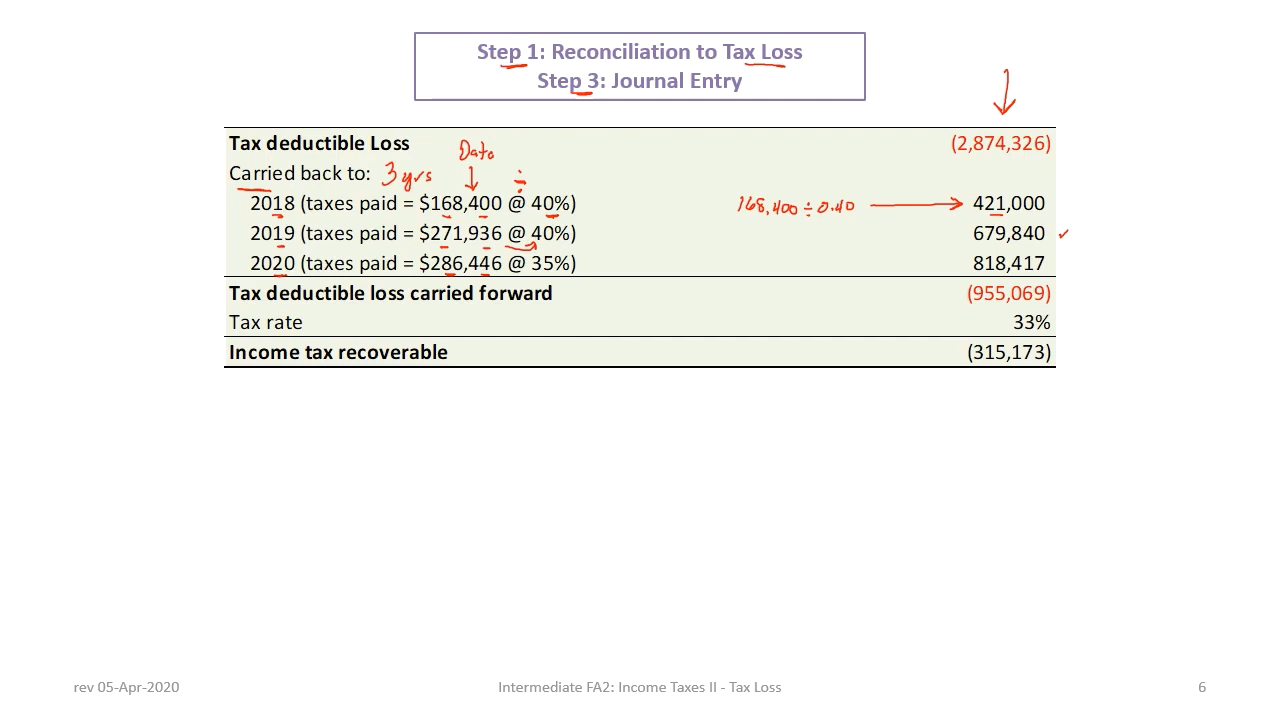 Step 1: Reconciliation to Tax Loss
Step 3: Journal Entry
Tax deductible Loss (2,874,326)
Data
Carried back to: 3 yrs ÷
2018 (taxes paid = $168,400 @ 40%) 168,400 ÷ 0.40 421,000
2019 (taxes paid = $271,936 @ 40%) 679,840
2020 (taxes paid = $286,446 @ 35%) 818,417
Tax deductible loss carried forward (955,069)
Tax rate 33%
Income tax recoverable (315,173)
rev 05-Apr-2020 Intermediate FA2: Income Taxes II - Tax Loss 6